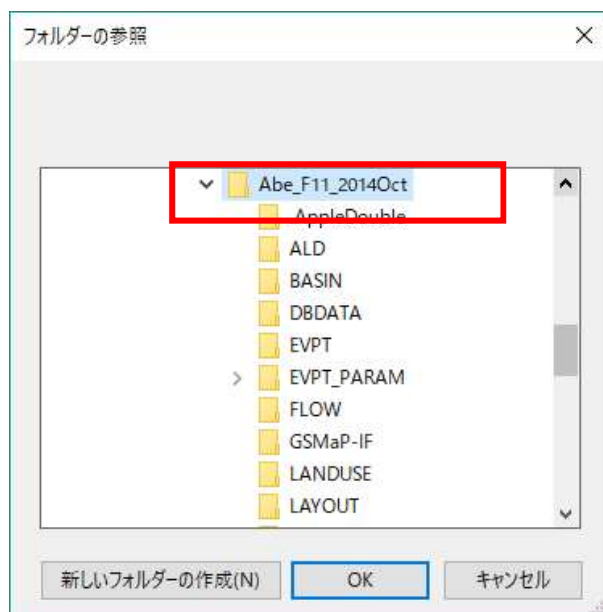 フォルダーの参照
Abe_F11_2014Oct
.AppleDouble
ALD
BASIN
DBDATA
EVPT
EVPT_PARAM
FLOW
GSMaP-IF
LANDUSE
LAYOUT
新しいフォルダーの作成(N) OK キャンセル